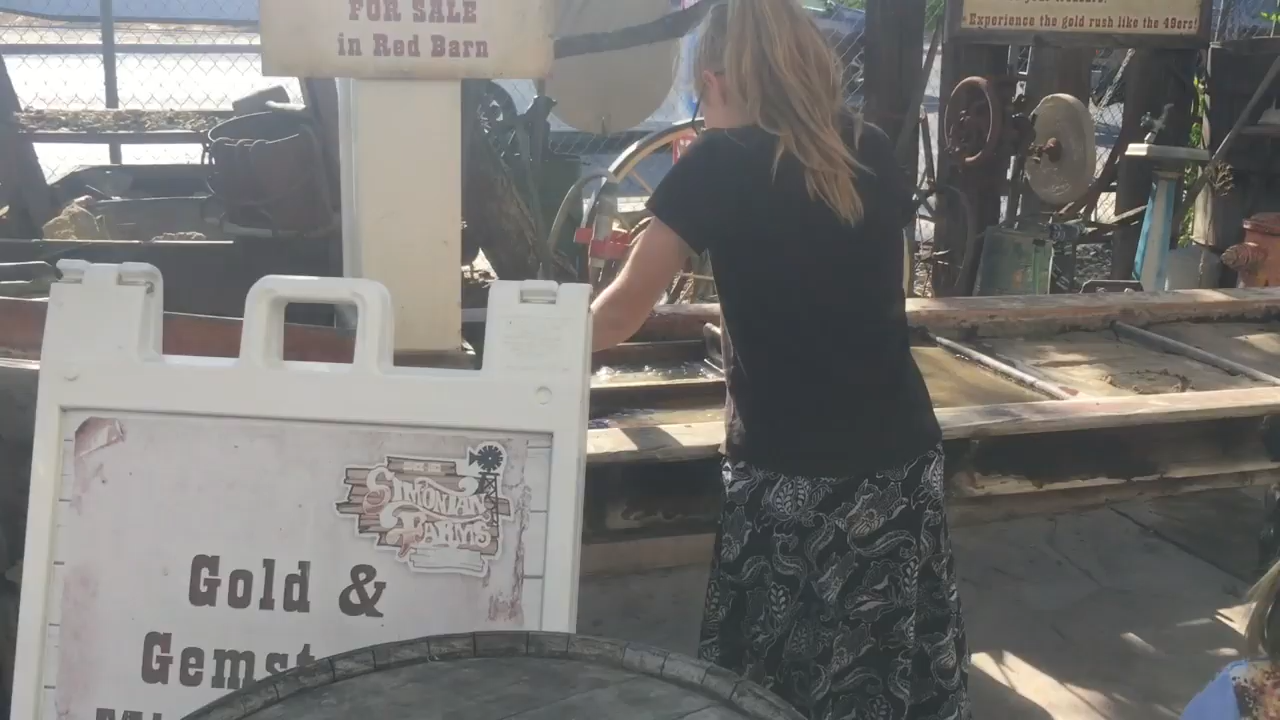 FOR SALE
in Red Barn
Experience the gold rush like the 49ers!
SIMONIAN
FARMS
Gold &